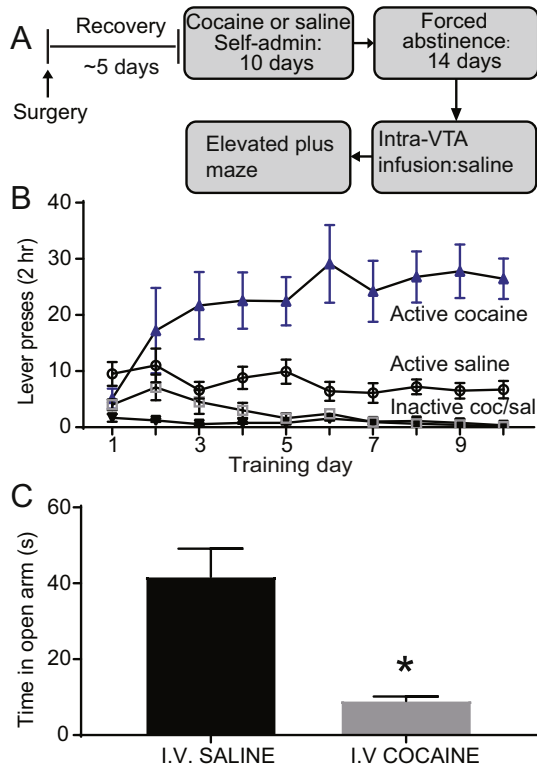 A
Recovery
~5 days
Surgery
Cocaine or saline
Self-admin:
10 days
Forced
abstinence:
14 days
Intra-VTA
infusion:saline
Elevated plus
maze
B
Lever preses (2 hr)
40
30
20
10
0
Active cocaine
Active saline
Inactive coc/sal
1 3 5 7 9
Training day
C
Time in open arm (s)
60
40
20
0
*
I.V. SALINE I.V COCAINE